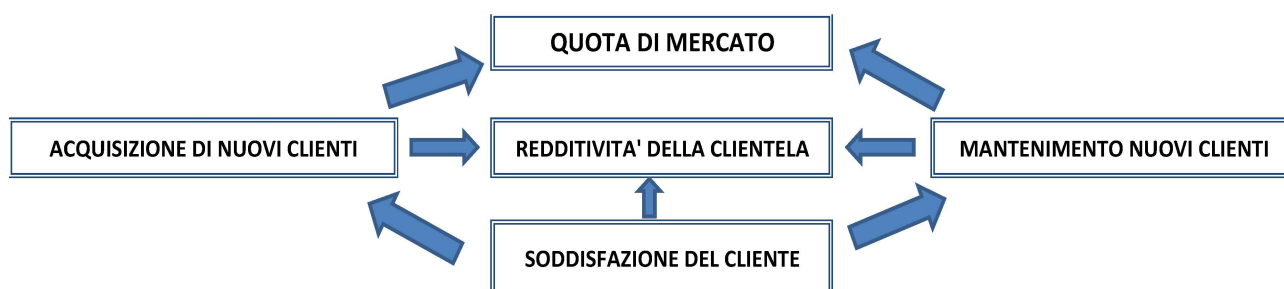 QUOTA DI MERCATO
ACQUISIZIONE DI NUOVI CLIENTI
REDDITIVITA' DELLA CLIENTELA
MANTENIMENTO NUOVI CLIENTI
SODDISFAZIONE DEL CLIENTE